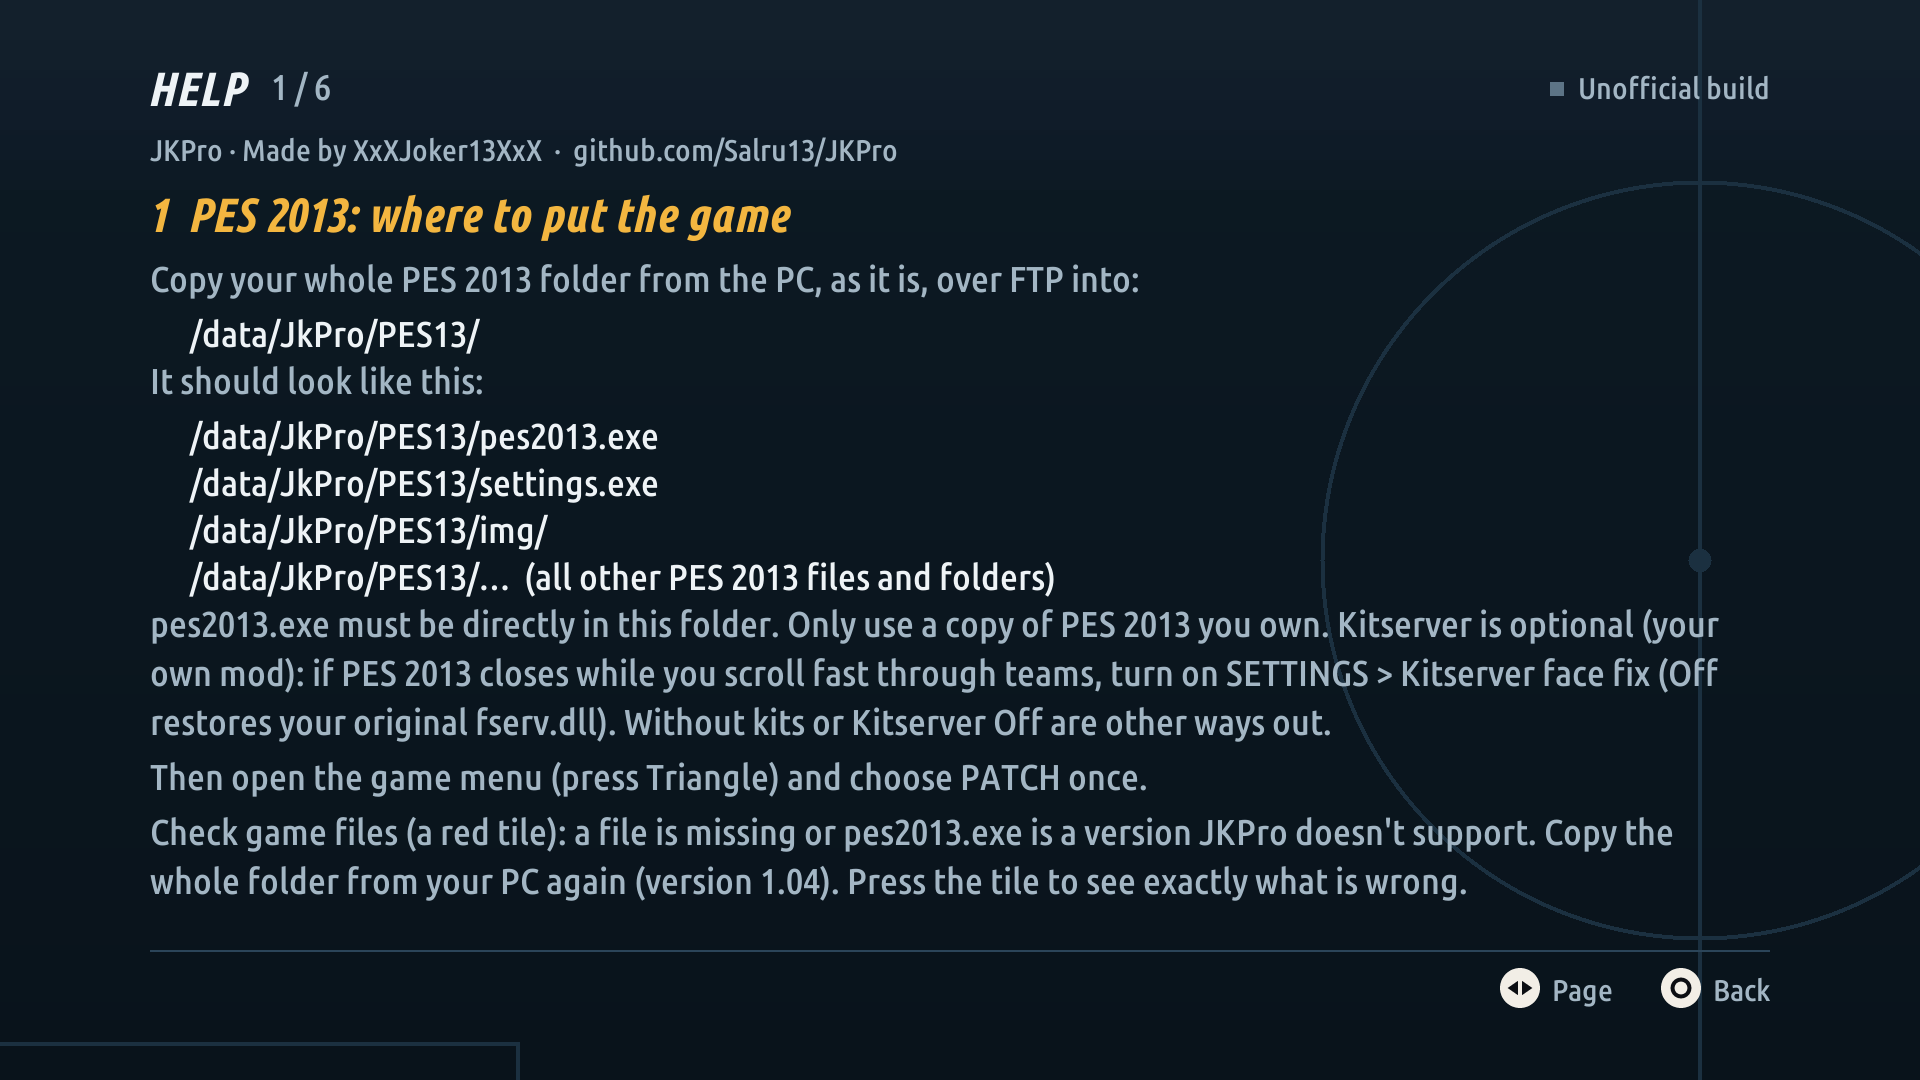 HELP 1 / 6
Unofficial build
JKPro · Made by XxXJoker13XxX · github.com/Salru13/JKPro
1 PES 2013: where to put the game
Copy your whole PES 2013 folder from the PC, as it is, over FTP into:
/data/JkPro/PES13/
It should look like this:
/data/JkPro/PES13/pes2013.exe
/data/JkPro/PES13/settings.exe
/data/JkPro/PES13/img/
/data/JkPro/PES13/... (all other PES 2013 files and folders)
pes2013.exe must be directly in this folder. Only use a copy of PES 2013 you own. Kitserver is optional (your
own mod): if PES 2013 closes while you scroll fast through teams, turn on SETTINGS > Kitserver face fix (Off
restores your original fserv.dll). Without kits or Kitserver Off are other ways out.
Then open the game menu (press Triangle) and choose PATCH once.
Check game files (a red tile): a file is missing or pes2013.exe is a version JKPro doesn't support. Copy the
whole folder from your PC again (version 1.04). Press the tile to see exactly what is wrong.
Page
Back